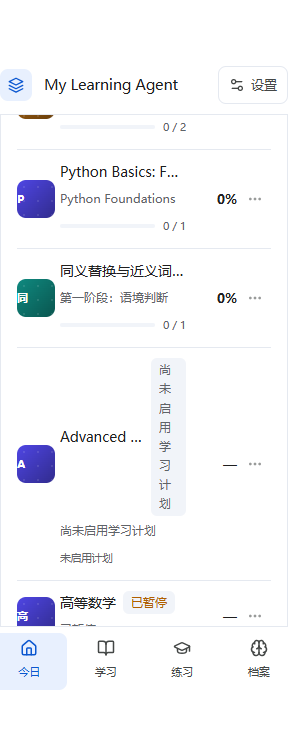 My Learning Agent
设置
0 / 2
Python Basics: F...
P
Python Foundations
0%
0 / 1
同义替换与近义词...
同
第一阶段：语境判断
0%
0 / 1
尚未启用学习计划
Advanced ...
A
—
尚未启用学习计划
未启用计划
高等数学
已暂停
高
—
今日
学习
练习
档案